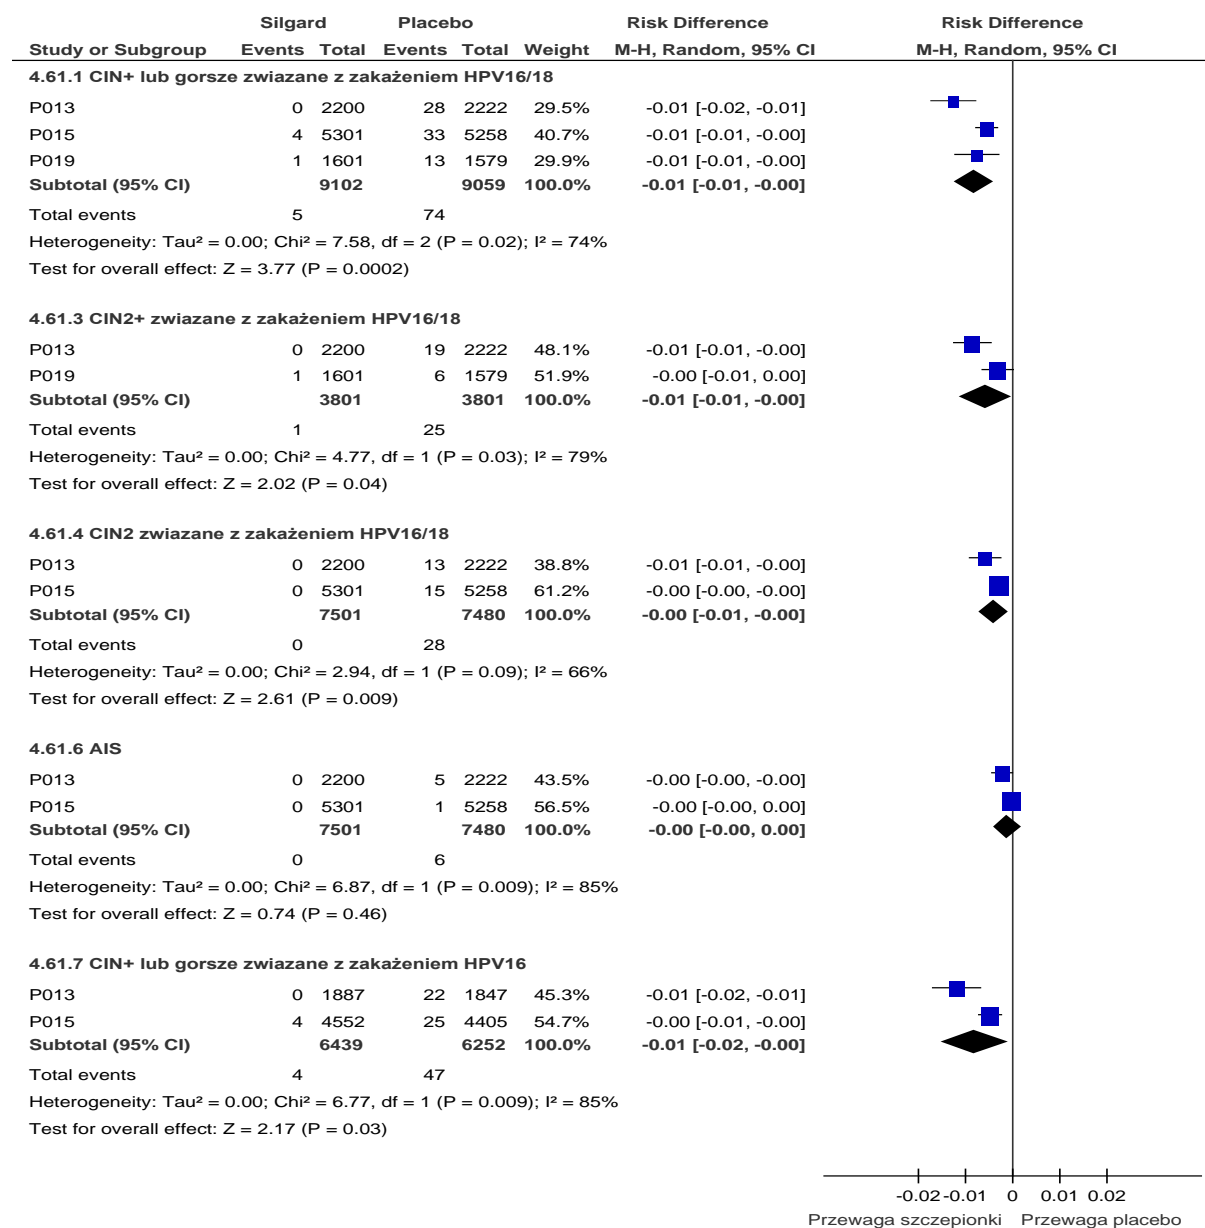 Silgard Placebo Risk Difference Risk Difference
Study or Subgroup Events Total Events Total Weight M-H, Random, 95% CI M-H, Random, 95% CI
4.61.1 CIN+ lub gorsze zwiazane z zakażeniem HPV16/18
P013 0 2200 28 2222 29.5% -0.01 [-0.02, -0.01]
P015 4 5301 33 5258 40.7% -0.01 [-0.01, -0.00]
P019 1 1601 13 1579 29.9% -0.01 [-0.01, -0.00]
Subtotal (95% CI) 9102 9059 100.0% -0.01 [-0.01, -0.00]
Total events 5 74
Heterogeneity: Tau² = 0.00; Chi² = 7.58, df = 2 (P = 0.02); I² = 74%
Test for overall effect: Z = 3.77 (P = 0.0002)
4.61.3 CIN2+ zwiazane z zakażeniem HPV16/18
P013 0 2200 19 2222 48.1% -0.01 [-0.01, -0.00]
P019 1 1601 6 1579 51.9% -0.00 [-0.01, 0.00]
Subtotal (95% CI) 3801 3801 100.0% -0.01 [-0.01, -0.00]
Total events 1 25
Heterogeneity: Tau² = 0.00; Chi² = 4.77, df = 1 (P = 0.03); I² = 79%
Test for overall effect: Z = 2.02 (P = 0.04)
4.61.4 CIN2 zwiazane z zakażeniem HPV16/18
P013 0 2200 13 2222 38.8% -0.01 [-0.01, -0.00]
P015 0 5301 15 5258 61.2% -0.00 [-0.00, -0.00]
Subtotal (95% CI) 7501 7480 100.0% -0.00 [-0.01, -0.00]
Total events 0 28
Heterogeneity: Tau² = 0.00; Chi² = 2.94, df = 1 (P = 0.09); I² = 66%
Test for overall effect: Z = 2.61 (P = 0.009)
4.61.6 AIS
P013 0 2200 5 2222 43.5% -0.00 [-0.00, -0.00]
P015 0 5301 1 5258 56.5% -0.00 [-0.00, 0.00]
Subtotal (95% CI) 7501 7480 100.0% -0.00 [-0.00, 0.00]
Total events 0 6
Heterogeneity: Tau² = 0.00; Chi² = 6.87, df = 1 (P = 0.009); I² = 85%
Test for overall effect: Z = 0.74 (P = 0.46)
4.61.7 CIN+ lub gorsze zwiazane z zakażeniem HPV16
P013 0 1887 22 1847 45.3% -0.01 [-0.02, -0.01]
P015 4 4552 25 4405 54.7% -0.00 [-0.01, -0.00]
Subtotal (95% CI) 6439 6252 100.0% -0.01 [-0.02, -0.00]
Total events 4 47
Heterogeneity: Tau² = 0.00; Chi² = 6.77, df = 1 (P = 0.009); I² = 85%
Test for overall effect: Z = 2.17 (P = 0.03)
-0.02 -0.01 0 0.01 0.02
Przewaga szczepionki Przewaga placebo